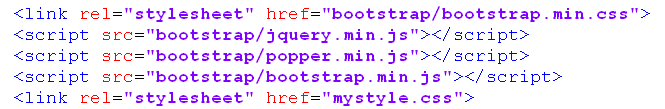 <link rel="stylesheet" href="bootstrap/bootstrap.min.css">
<script src="bootstrap/jquery.min.js"></script>
<script src="bootstrap/popper.min.js"></script>
<script src="bootstrap/bootstrap.min.js"></script>
<link rel="stylesheet" href="mystyle.css">